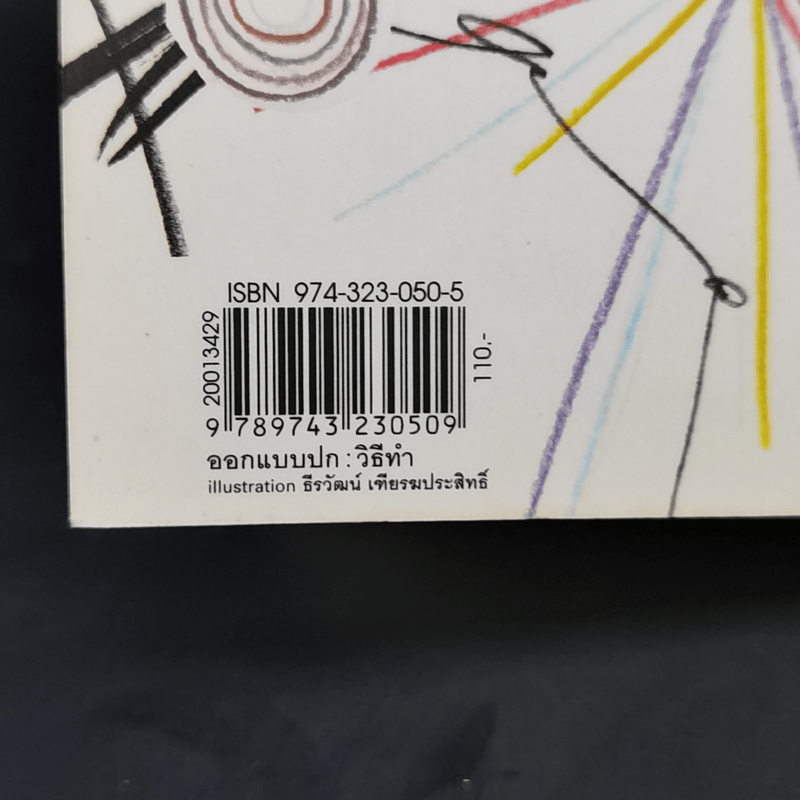 ISBN 974-323-050-5
20013429
110.-
9 789743 230509
ออกแบบปก : วิธีทำ
illustration ธีรวัฒน์ เฑียรฆประสิทธิ์